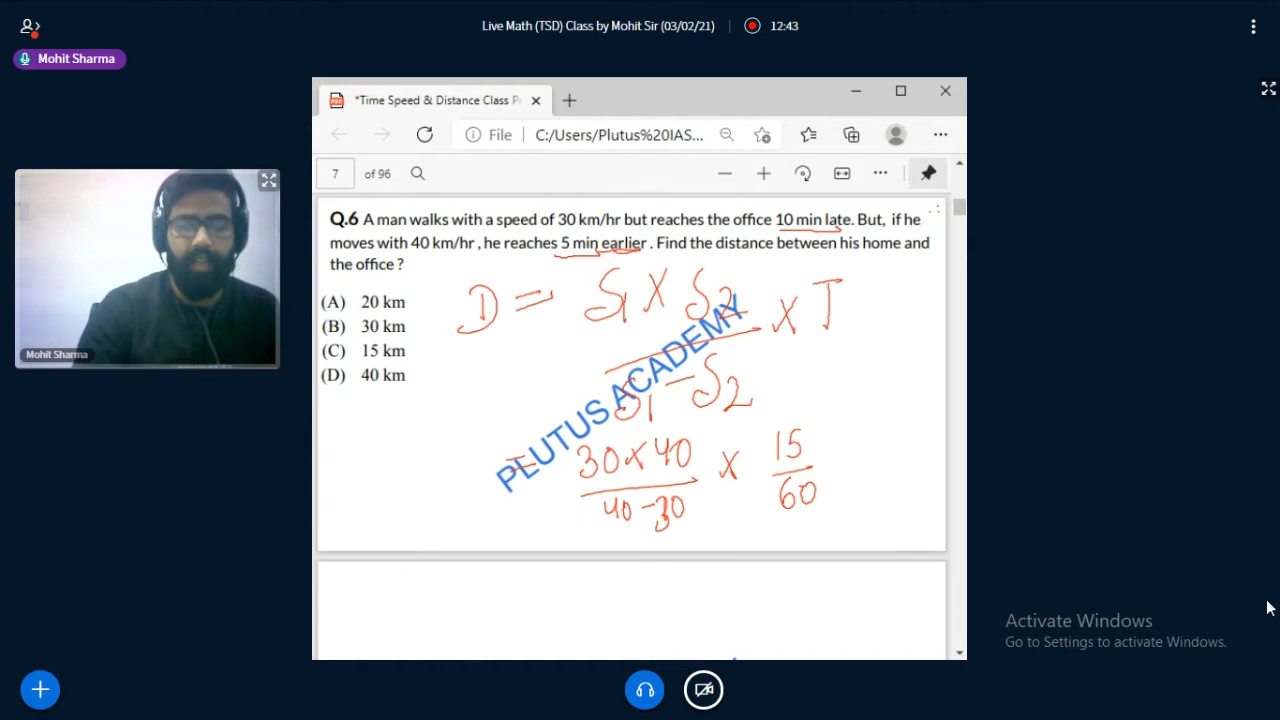 Live Math (TSD) Class by Mohit Sir (03/02/21)
12:43
Mohit Sharma
*Time Speed & Distance Class Pr
File
C:/Users/Plutus%20IAS...
7 of 96
Q.6 A man walks with a speed of 30 km/hr but reaches the office 10 min late. But, if he
moves with 40 km/hr , he reaches 5 min earlier . Find the distance between his home and
the office ?
(A) 20 km
(B) 30 km
(C) 15 km
(D) 40 km
D = S1 X S2 X T
S1 - S2
= 30 x 40 x 15
40 - 30 60
PLUTUS ACADEMY
Mohit Sharma
Activate Windows
Go to Settings to activate Windows.